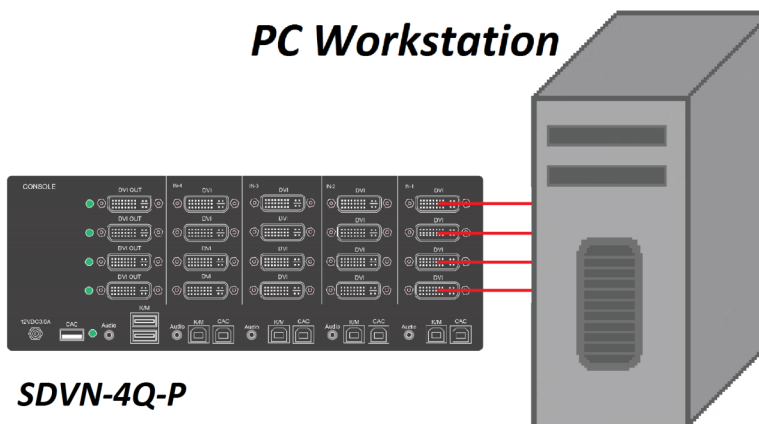 PC Workstation
CONSOLE IN-4 IN-3 IN-2 IN-1
DVI OUT DVI DVI DVI DVI
DVI OUT DVI DVI DVI DVI
DVI OUT DVI DVI DVI DVI
DVI OUT DVI DVI DVI DVI
K/M
12VDC3.0A CAC Audio Audio K/M CAC Audio K/M CAC Audio K/M CAC Audio K/M CAC
SDVN-4Q-P